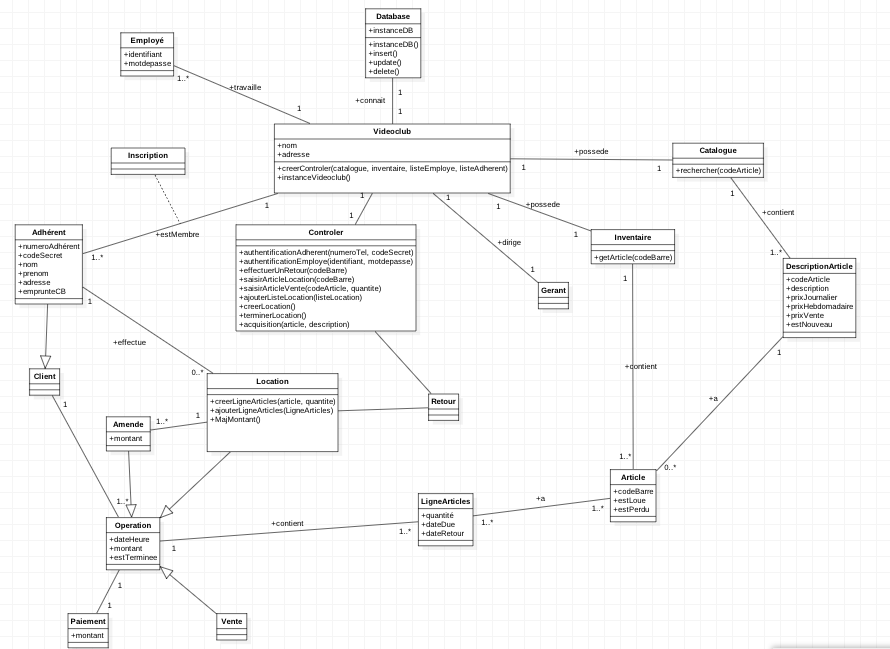 Database
+instanceDB
+instanceDB()
+insert()
+update()
+delete()
Employé
+identifiant
+motdepasse
1..*
+travaille
1
+connait
1
1
Videoclub
+nom
+adresse
+creerControler(catalogue, inventaire, listeEmploye, listeAdherent)
+instanceVideoclub()
+possede
1
1
Catalogue
+rechercher(codeArticle)
1
+contient
1..*
Inscription
1
+estMembre
1..*
1
1
1
+dirige
1
1
+possede
1
Adhérent
+numeroAdhérent
+codeSecret
+nom
+prenom
+adresse
+emprunteCB
1
Controler
+authentificationAdherent(numeroTel, codeSecret)
+authentificationEmploye(identifiant, motdepasse)
+effectuerUnRetour(codeBarre)
+saisirArticleLocation(codeBarre)
+saisirArticleVente(codeArticle, quantite)
+ajouterListeLocation(listeLocation)
+creerLocation()
+terminerLocation()
+acquisition(article, description)
Inventaire
+getArticle(codeBarre)
1
Gerant
DescriptionArticle
+codeArticle
+description
+prixJournalier
+prixHebdomadaire
+prixVente
+estNouveau
1
+effectue
0..*
+contient
Client
1
Location
+creerLigneArticles(article, quantite)
+ajouterLigneArticles(LigneArticles)
+MajMontant()
Retour
+a
Amende
+montant
1..*
1
1..*
0..*
Article
+codeBarre
+estLoue
+estPerdu
1..*
LigneArticles
+quantité
+dateDue
+dateRetour
+a
1..*
1..*
Operation
+dateHeure
+montant
+estTerminee
+contient
1
1..*
1
1
Paiement
+montant
Vente